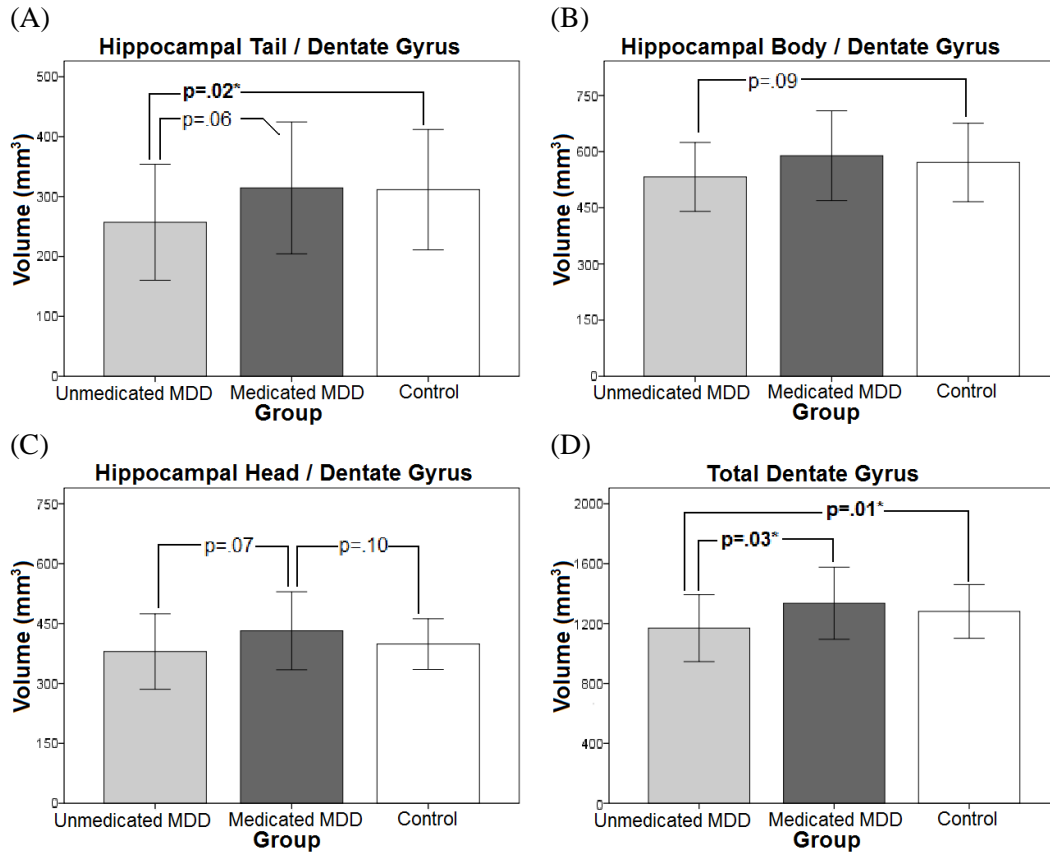 (A)
Hippocampal Tail / Dentate Gyrus
500
400
300
200
100
0
Volume (mm³)
p=.02*
p=.06
Unmedicated MDD
Medicated MDD
Control
Group
(B)
Hippocampal Body / Dentate Gyrus
750
600
450
300
150
0
Volume (mm³)
p=.09
Unmedicated MDD
Medicated MDD
Control
Group
(C)
Hippocampal Head / Dentate Gyrus
750
600
450
300
150
0
Volume (mm³)
p=.07
p=.10
Unmedicated MDD
Medicated MDD
Control
Group
(D)
Total Dentate Gyrus
2000
1600
1200
800
400
0
Volume (mm³)
p=.01*
p=.03*
Unmedicated MDD
Medicated MDD
Control
Group